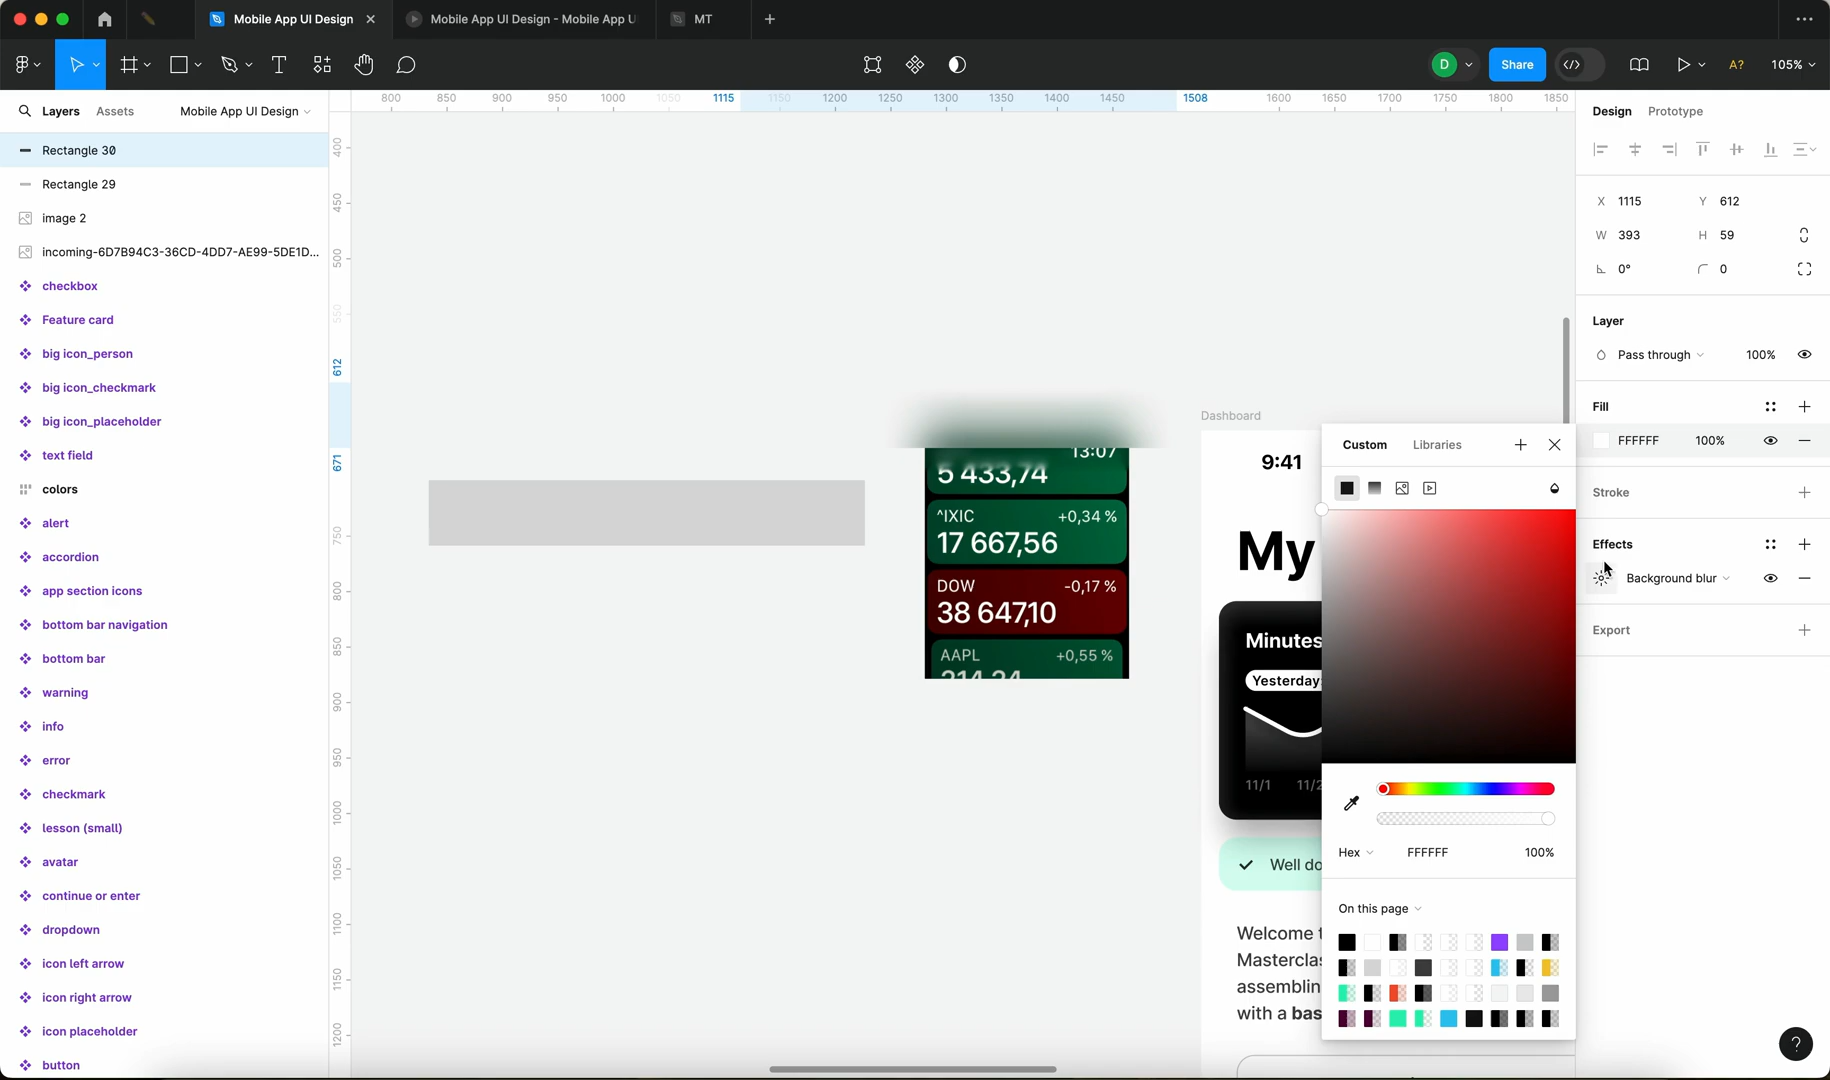 Mobile App UI Design
Mobile App UI Design - Mobile App U
MT
D
Share
A?
105%
Layers
Assets
Mobile App UI Design
800
850
900
950
1000
1050
1115
1150
1200
1250
1300
1350
1400
1450
1508
1600
1650
1700
1750
1800
1850
Design
Prototype
Rectangle 30
Rectangle 29
image 2
incoming-6D7B94C3-36CD-4DD7-AE99-5DE1D...
checkbox
Feature card
big icon_person
big icon_checkmark
big icon_placeholder
text field
colors
alert
accordion
app section icons
bottom bar navigation
bottom bar
warning
info
error
checkmark
lesson (small)
avatar
continue or enter
dropdown
icon left arrow
icon right arrow
icon placeholder
button
400
450
500
550
612
671
750
800
850
900
950
1000
1050
1100
1150
1200
13:07
5 433,74
^IXIC
+0,34 %
17 667,56
DOW
-0,17 %
38 647,10
AAPL
+0,55 %
214,24
Dashboard
9:41
My
Minutes
Yesterday:
11/1
11/2
Well do
Welcome t
Masterclas
assemblin
with a bas
Custom
Libraries
Hex
FFFFFF
100%
On this page
X
1115
Y
612
W
393
H
59
0°
0
Layer
Pass through
100%
Fill
FFFFFF
100%
Stroke
Effects
Background blur
Export
?